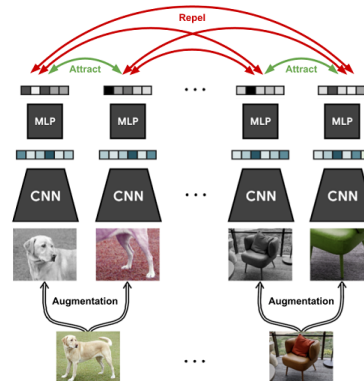 Repel
Attract
Attract
...
MLP
MLP
MLP
MLP
CNN
CNN
...
CNN
CNN
Augmentation
Augmentation
...